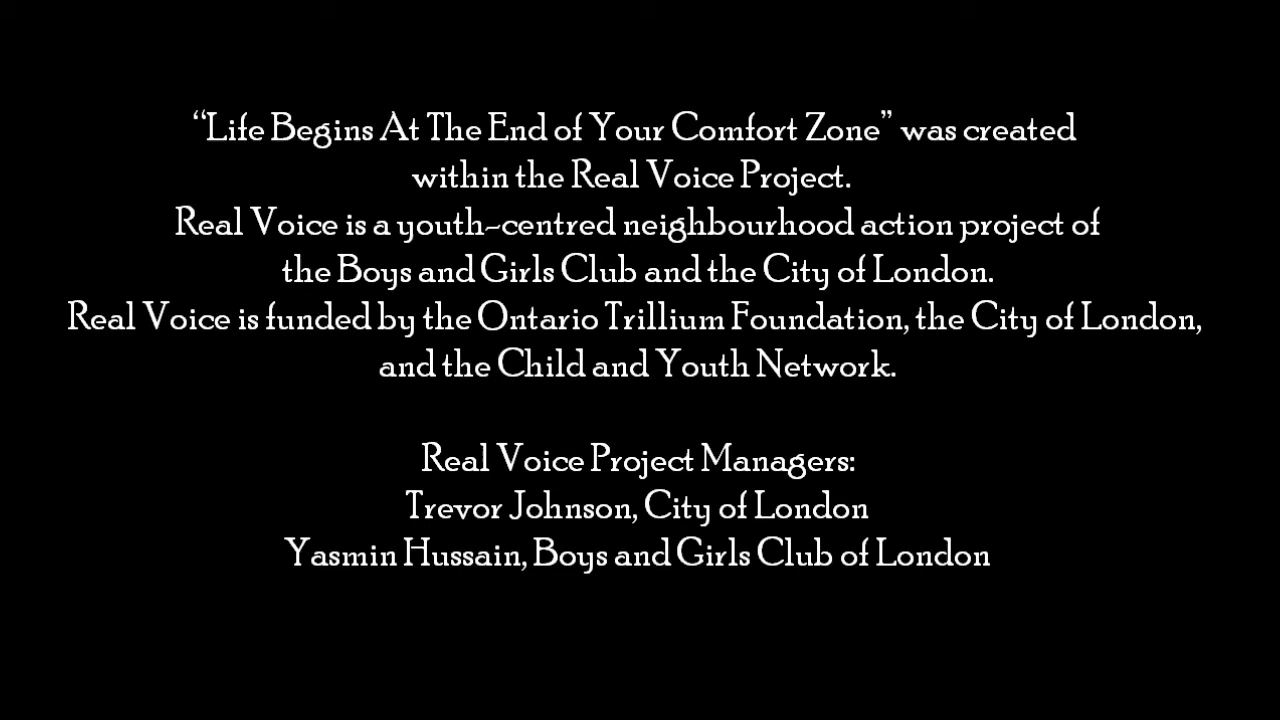 “Life Begins At The End of Your Comfort Zone” was created
within the Real Voice Project.
Real Voice is a youth-centred neighbourhood action project of
the Boys and Girls Club and the City of London.
Real Voice is funded by the Ontario Trillium Foundation, the City of London,
and the Child and Youth Network.
Real Voice Project Managers:
Trevor Johnson, City of London
Yasmin Hussain, Boys and Girls Club of London